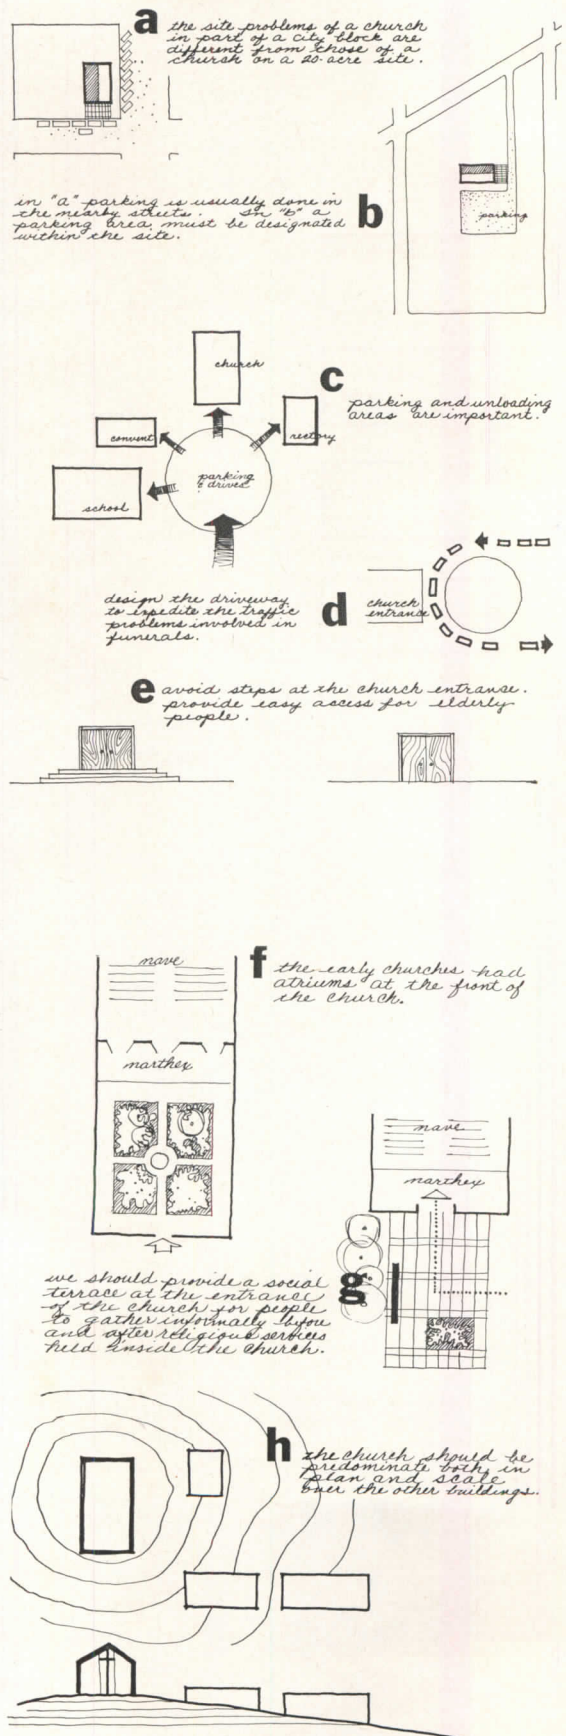 a
the site problems of a church
in part of a city block are
different from those of a
church on a 20-acre site.
in "a" parking is usually done in
the nearby streets. In "b" a
parking area must be designated
within the site.
b
parking
c
parking and unloading
areas are important.
church
convent
rectory
school
parking
& drives
design the driveway
to expedite the traffic
problems involved in
funerals.
d
church
entrance
e
avoid steps at the church entranse.
provide easy access for elderly
people.
f
the early churches had
atriums at the front of
the church.
nave
narthex
nave
narthex
g
we should provide a social
terrace at the entrance
of the church for people
to gather informally before
and after religious services
held inside the church.
h
the church should be
predominate both in
plan and scale
over the other buildings.